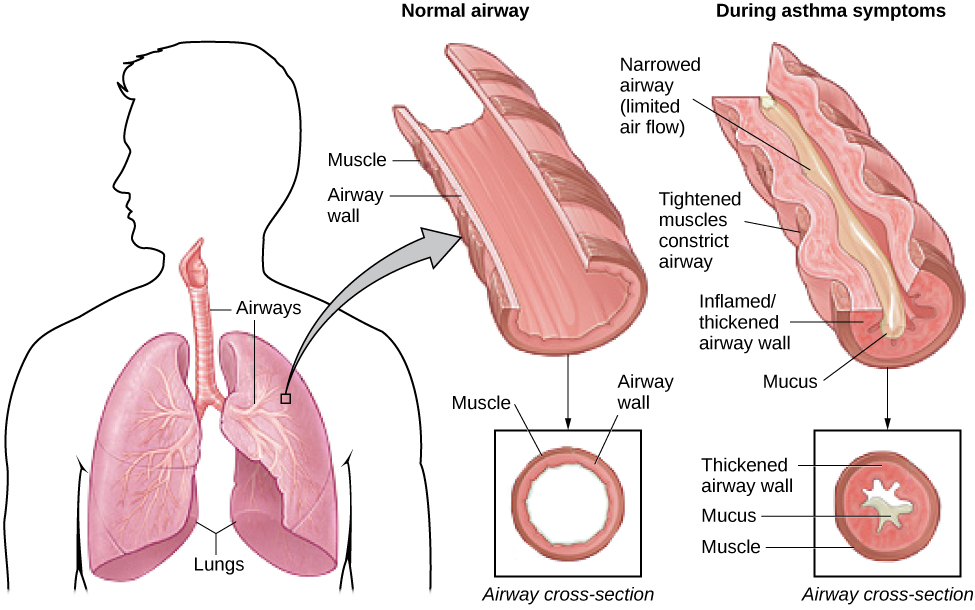 Normal airway
During asthma symptoms
Narrowed
airway
(limited
air flow)
Muscle
Airway
wall
Tightened
muscles
constrict
airway
Airways
Inflamed/
thickened
airway wall
Mucus
Muscle
Airway
wall
Thickened
airway wall
Mucus
Muscle
Lungs
Airway cross-section
Airway cross-section